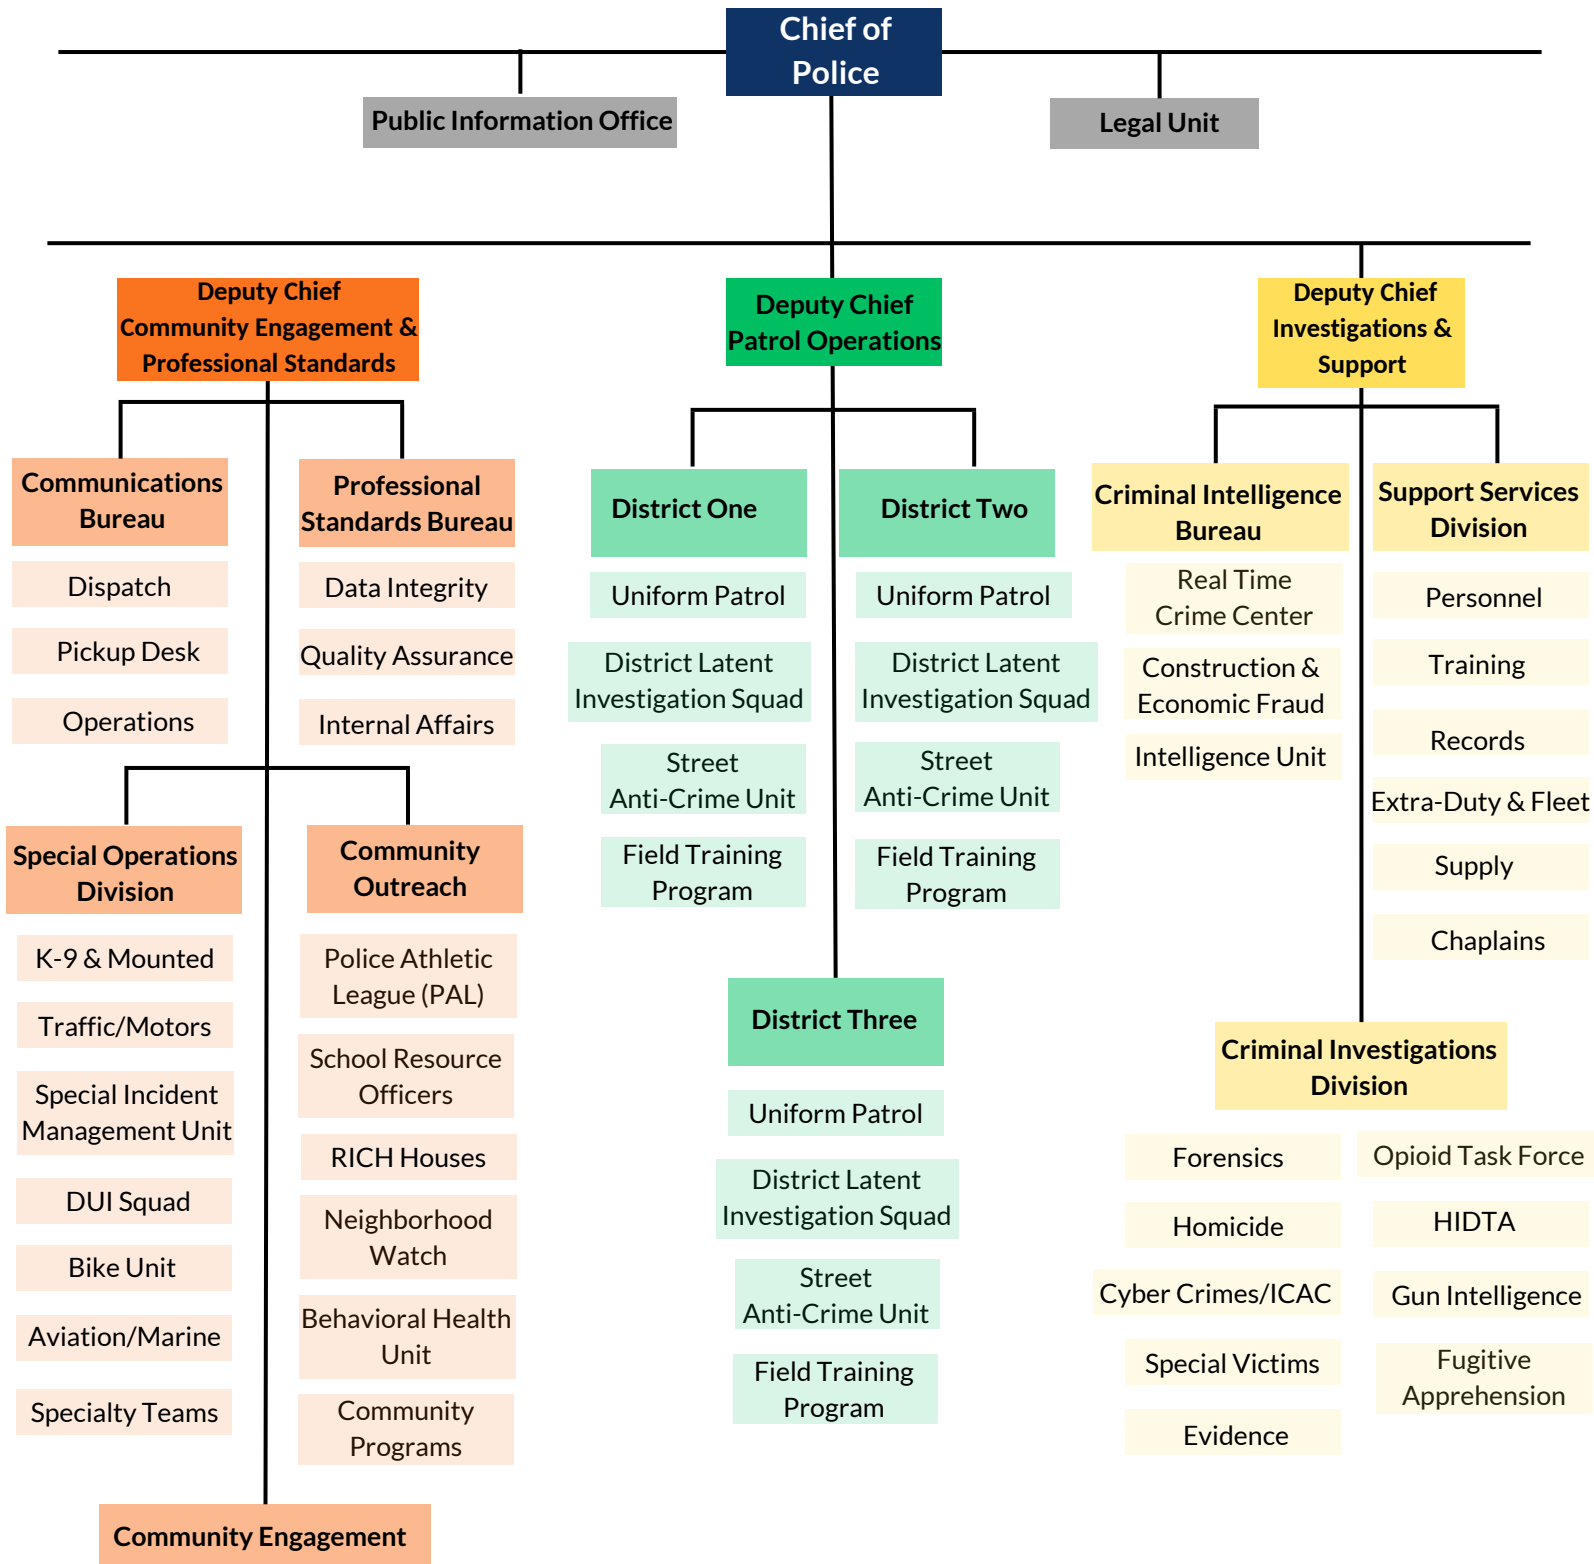 Chief of
Police
Public Information Office
Legal Unit
Deputy Chief
Community Engagement &
Professional Standards
Communications
Bureau
Dispatch
Pickup Desk
Operations
Professional
Standards Bureau
Data Integrity
Quality Assurance
Internal Affairs
Special Operations
Division
K-9 & Mounted
Traffic/Motors
Special Incident
Management Unit
DUI Squad
Bike Unit
Aviation/Marine
Specialty Teams
Community
Outreach
Police Athletic
League (PAL)
School Resource
Officers
RICH Houses
Neighborhood
Watch
Behavioral Health
Unit
Community
Programs
Community Engagement
Deputy Chief
Patrol Operations
District One
Uniform Patrol
District Latent
Investigation Squad
Street
Anti-Crime Unit
Field Training
Program
District Two
Uniform Patrol
District Latent
Investigation Squad
Street
Anti-Crime Unit
Field Training
Program
District Three
Uniform Patrol
District Latent
Investigation Squad
Street
Anti-Crime Unit
Field Training
Program
Deputy Chief
Investigations &
Support
Criminal Intelligence
Bureau
Real Time
Crime Center
Construction &
Economic Fraud
Intelligence Unit
Support Services
Division
Personnel
Training
Records
Extra-Duty & Fleet
Supply
Chaplains
Criminal Investigations
Division
Forensics
Homicide
Cyber Crimes/ICAC
Special Victims
Evidence
Opioid Task Force
HIDTA
Gun Intelligence
Fugitive
Apprehension